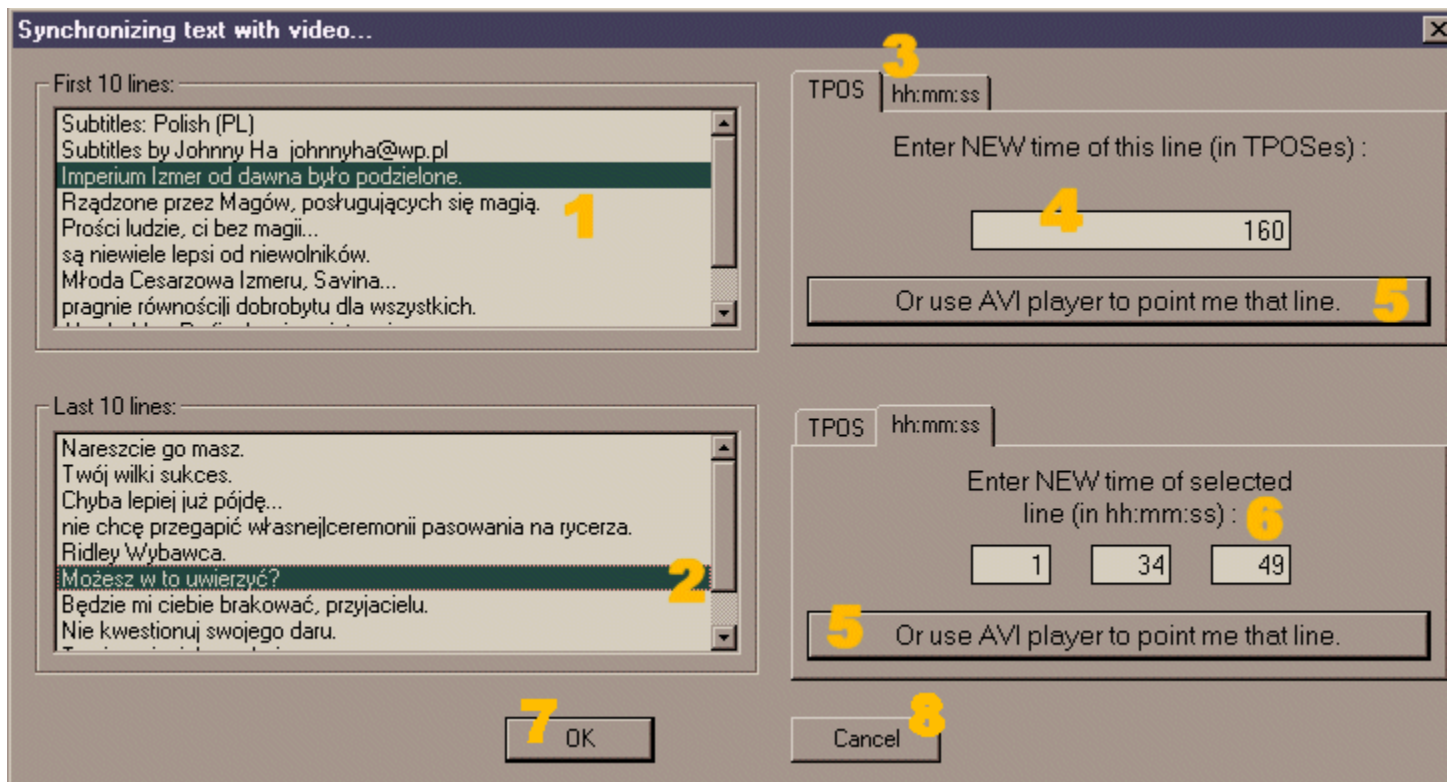 Synchronizing text with video...
First 10 lines:
Subtitles: Polish (PL)
Subtitles by Johnny Ha johnnyha@wp.pl
Imperium Izmer od dawna było podzielone.
Rządzone przez Magów, posługujących się magią.
1
Prości ludzie, ci bez magii...
są niewiele lepsi od niewolników.
Młoda Cesarzowa Izmeru, Savina...
pragnie równości|i dobrobytu dla wszystkich.
3
TPOS
hh:mm:ss
Enter NEW time of this line (in TPOSes) :
4
160
Or use AVI player to point me that line.
5
Last 10 lines:
Nareszcie go masz.
Twój wilki sukces.
Chyba lepiej już pójdę...
nie chcę przegapić własnej|ceremonii pasowania na rycerza.
Ridley Wybawca.
Możesz w to uwierzyć?
2
Będzie mi ciebie brakować, przyjacielu.
Nie kwestionuj swojego daru.
TPOS
hh:mm:ss
Enter NEW time of selected
line (in hh:mm:ss) :
6
1 34 49
5
Or use AVI player to point me that line.
7
OK
8
Cancel